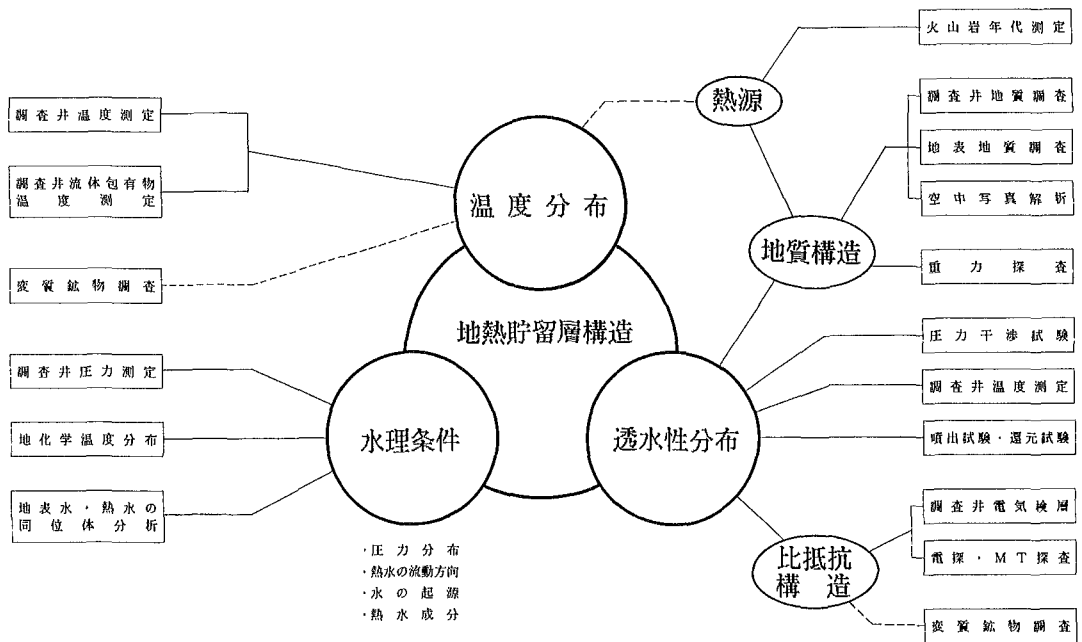 火山岩年代測定
熱源
調査井地質調査
調査井温度測定
地表地質調査
調査井流体包有物
温度測定
空中写真解析
温度分布
地質構造
重力探査
変質鉱物調査
地熱貯留層構造
圧力干渉試験
調査井圧力測定
調査井温度測定
水理条件
透水性分布
地化学温度分布
噴出試験・還元試験
地表水・熱水の
同位体分析
調査井電気検層
・圧力分布
・熱水の流動方向
・水の起源
・熱水成分
比抵抗
構造
電探・MT探査
変質鉱物調査